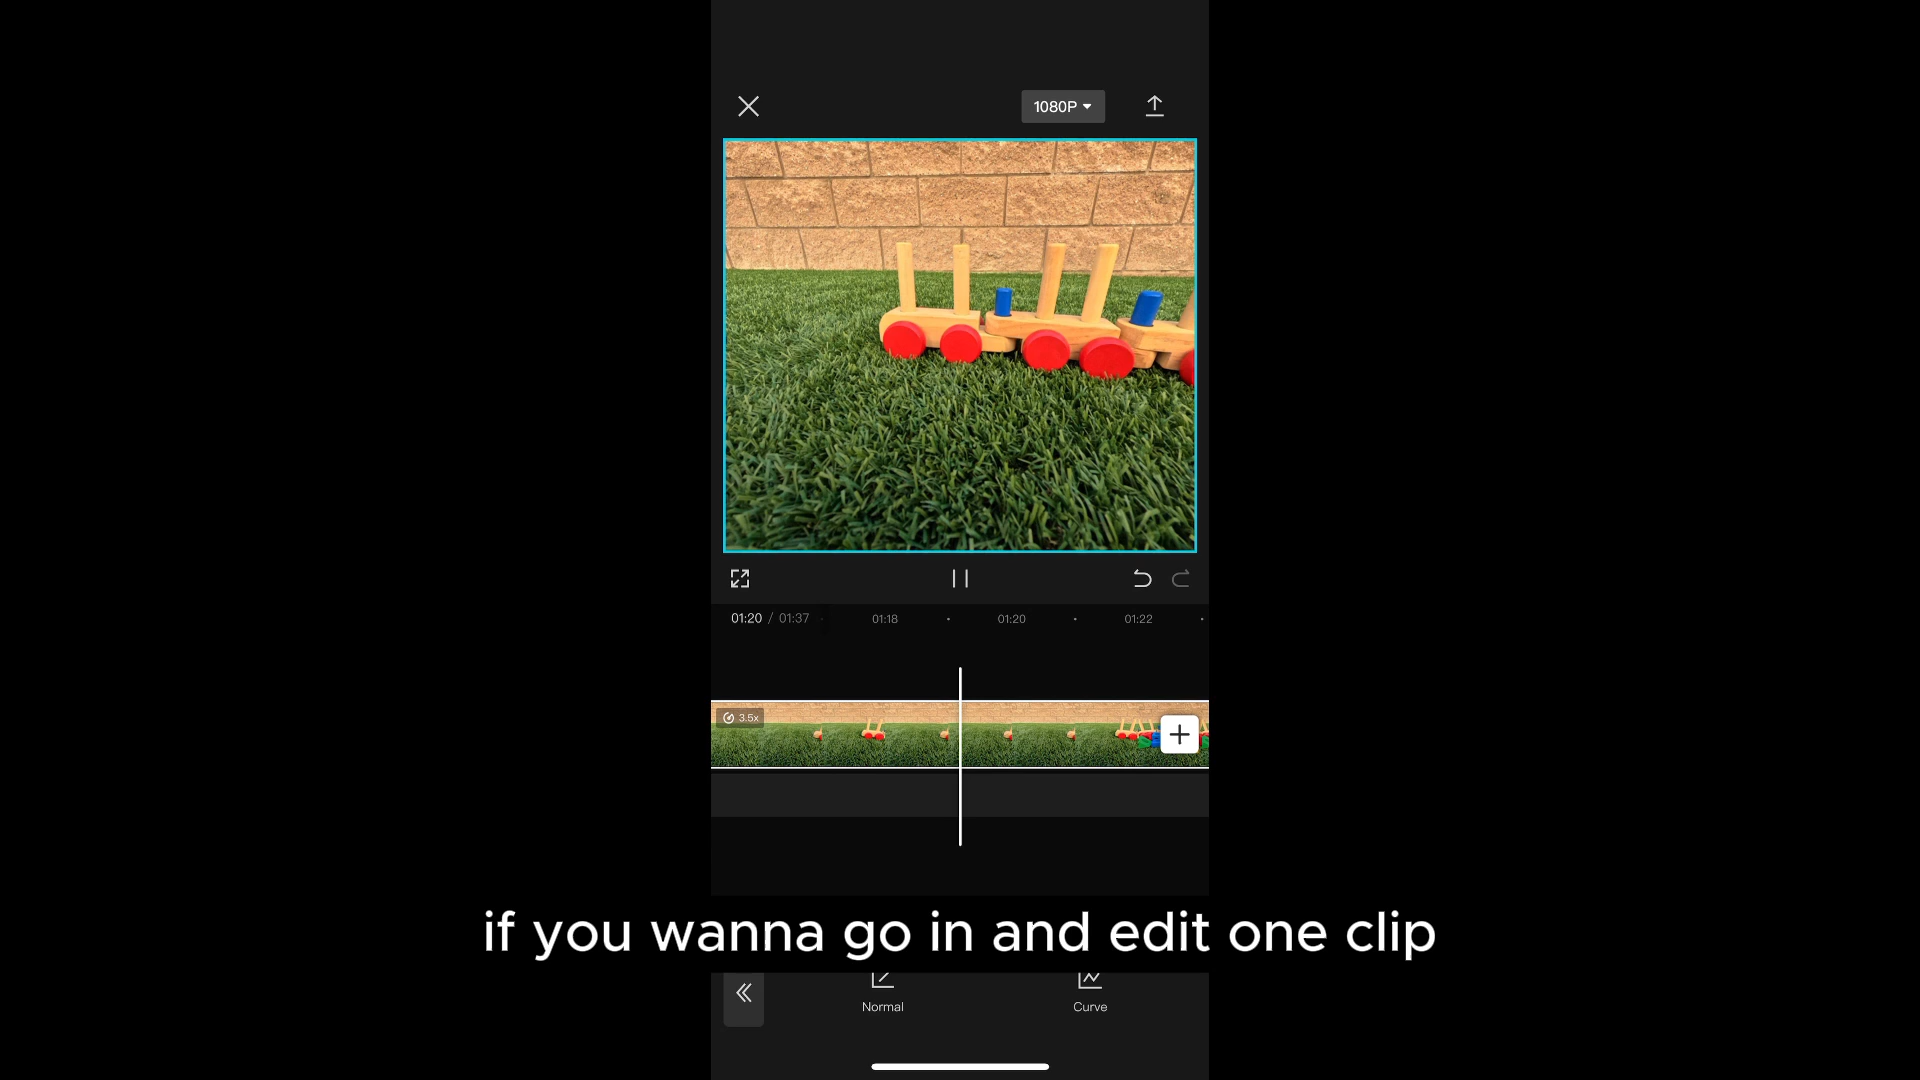 1080P
01:20 / 01:37
01:18
01:20
01:22
3.5x
if you wanna go in and edit one clip
Normal
Curve